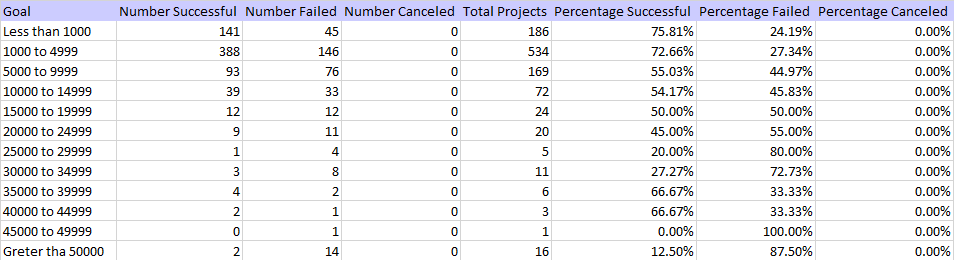 Goal Number Successful Number Failed Number Canceled Total Projects Percentage Successful Percentage Failed Percentage Canceled
Less than 1000 141 45 0 186 75.81% 24.19% 0.00%
1000 to 4999 388 146 0 534 72.66% 27.34% 0.00%
5000 to 9999 93 76 0 169 55.03% 44.97% 0.00%
10000 to 14999 39 33 0 72 54.17% 45.83% 0.00%
15000 to 19999 12 12 0 24 50.00% 50.00% 0.00%
20000 to 24999 9 11 0 20 45.00% 55.00% 0.00%
25000 to 29999 1 4 0 5 20.00% 80.00% 0.00%
30000 to 34999 3 8 0 11 27.27% 72.73% 0.00%
35000 to 39999 4 2 0 6 66.67% 33.33% 0.00%
40000 to 44999 2 1 0 3 66.67% 33.33% 0.00%
45000 to 49999 0 1 0 1 0.00% 100.00% 0.00%
Greter tha 50000 2 14 0 16 12.50% 87.50% 0.00%